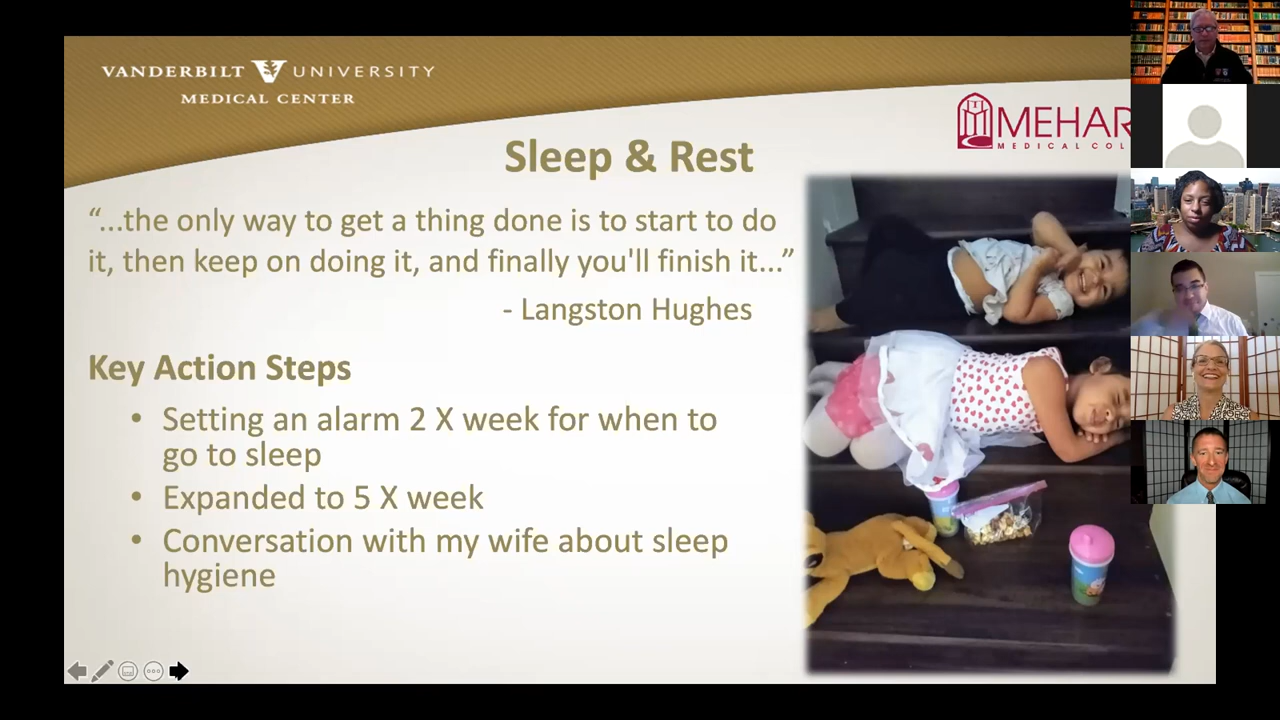 VANDERBILT UNIVERSITY
MEDICAL CENTER
MEHAR
MEDICAL COL
Sleep & Rest
“...the only way to get a thing done is to start to do
it, then keep on doing it, and finally you'll finish it...”
- Langston Hughes
Key Action Steps
• Setting an alarm 2 X week for when to
go to sleep
• Expanded to 5 X week
• Conversation with my wife about sleep
hygiene